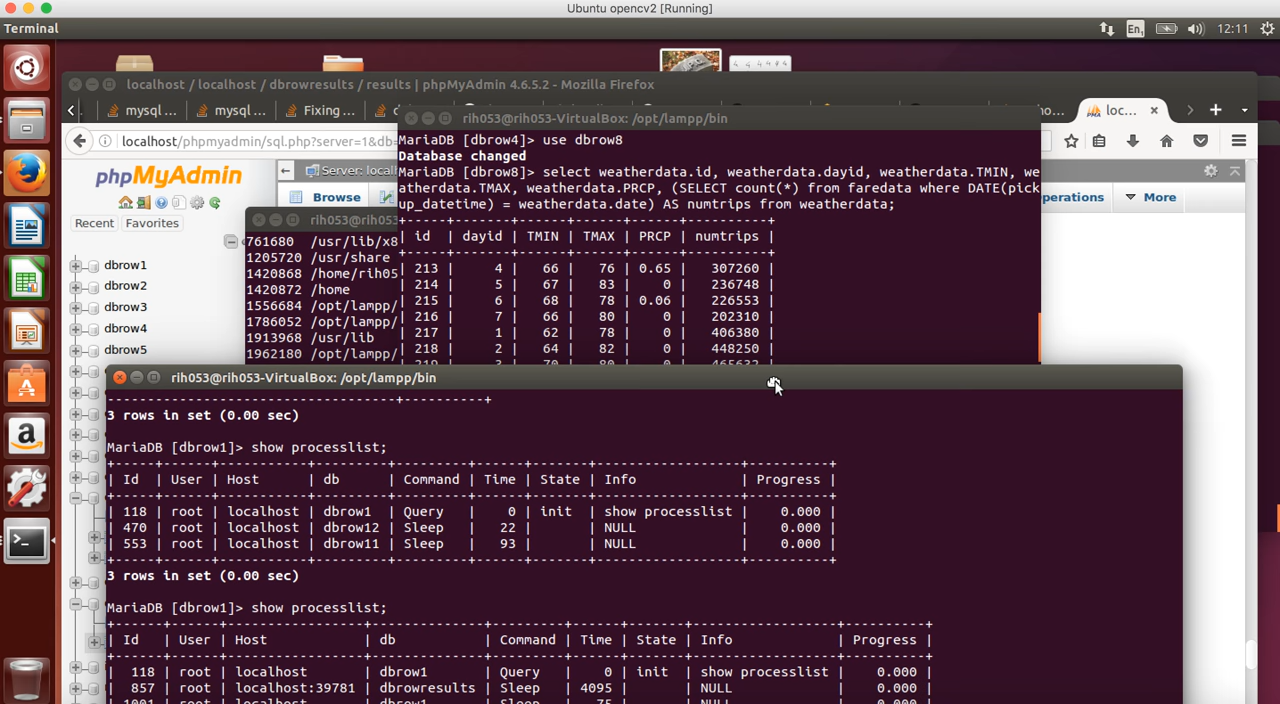 Ubuntu opencv2 [Running]
Terminal
En₁
12:11
localhost / localhost / dbrowresults / results | phpMyAdmin 4.6.5.2 - Mozilla Firefox
mysql ...
mysql ...
Fixing ...
loc...
localhost/phpmyadmin/sql.php?server=1&db=
rih053@rih053-VirtualBox: /opt/lampp/bin
MariaDB [dbrow4]> use dbrow8
Database changed
MariaDB [dbrow8]> select weatherdata.id, weatherdata.dayid, weatherdata.TMIN, we
atherdata.TMAX, weatherdata.PRCP, (SELECT count(*) from faredata where DATE(pick
up_datetime) = weatherdata.date) AS numtrips from weatherdata;
+-----+-------+------+------+------+----------+
| id | dayid | TMIN | TMAX | PRCP | numtrips |
+-----+-------+------+------+------+----------+
| 213 | 4 | 66 | 76 | 0.65 | 307260 |
| 214 | 5 | 67 | 83 | 0 | 236748 |
| 215 | 6 | 68 | 78 | 0.06 | 226553 |
| 216 | 7 | 66 | 80 | 0 | 202310 |
| 217 | 1 | 62 | 78 | 0 | 406380 |
| 218 | 2 | 64 | 82 | 0 | 448250 |
phpMyAdmin
Recent
Favorites
dbrow1
dbrow2
dbrow3
dbrow4
dbrow5
Server: local
Browse
perations
More
rih053@rih053
761680 /usr/lib/x8
1205720 /usr/share
1420868 /home/rih05
1420872 /home
1556684 /opt/lampp/
1786052 /opt/lampp/
1913968 /usr/lib
1962180 /opt/lampp/
rih053@rih053-VirtualBox: /opt/lampp/bin
---------------------------------+----------+
3 rows in set (0.00 sec)
MariaDB [dbrow1]> show processlist;
+-----+------+-----------+---------+---------+------+-------+------------------+----------+
| Id | User | Host | db | Command | Time | State | Info | Progress |
+-----+------+-----------+---------+---------+------+-------+------------------+----------+
| 118 | root | localhost | dbrow1 | Query | 0 | init | show processlist | 0.000 |
| 470 | root | localhost | dbrow12 | Sleep | 22 | | NULL | 0.000 |
| 553 | root | localhost | dbrow11 | Sleep | 93 | | NULL | 0.000 |
+-----+------+-----------+---------+---------+------+-------+------------------+----------+
3 rows in set (0.00 sec)
MariaDB [dbrow1]> show processlist;
+------+------+-----------------+--------------+---------+------+-------+------------------+----------+
| Id | User | Host | db | Command | Time | State | Info | Progress |
+------+------+-----------------+--------------+---------+------+-------+------------------+----------+
| 118 | root | localhost | dbrow1 | Query | 0 | init | show processlist | 0.000 |
| 857 | root | localhost:39781 | dbrowresults | Sleep | 4095 | | NULL | 0.000 |